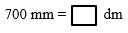 700 mm = □ dm